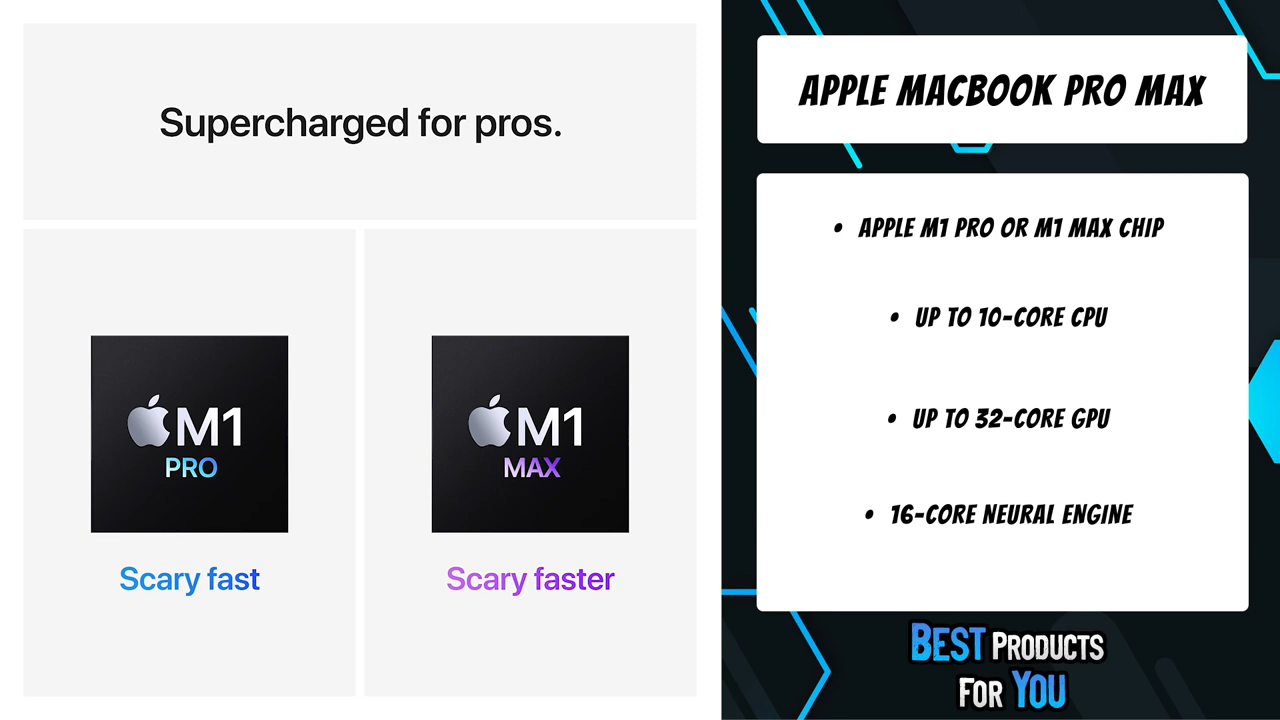 Supercharged for pros.
M1
PRO
Scary fast
M1
MAX
Scary faster
APPLE MACBOOK PRO MAX
• APPLE M1 PRO OR M1 MAX CHIP
• UP TO 10-CORE CPU
• UP TO 32-CORE GPU
• 16-CORE NEURAL ENGINE
BEST PRODUCTS
FOR YOU